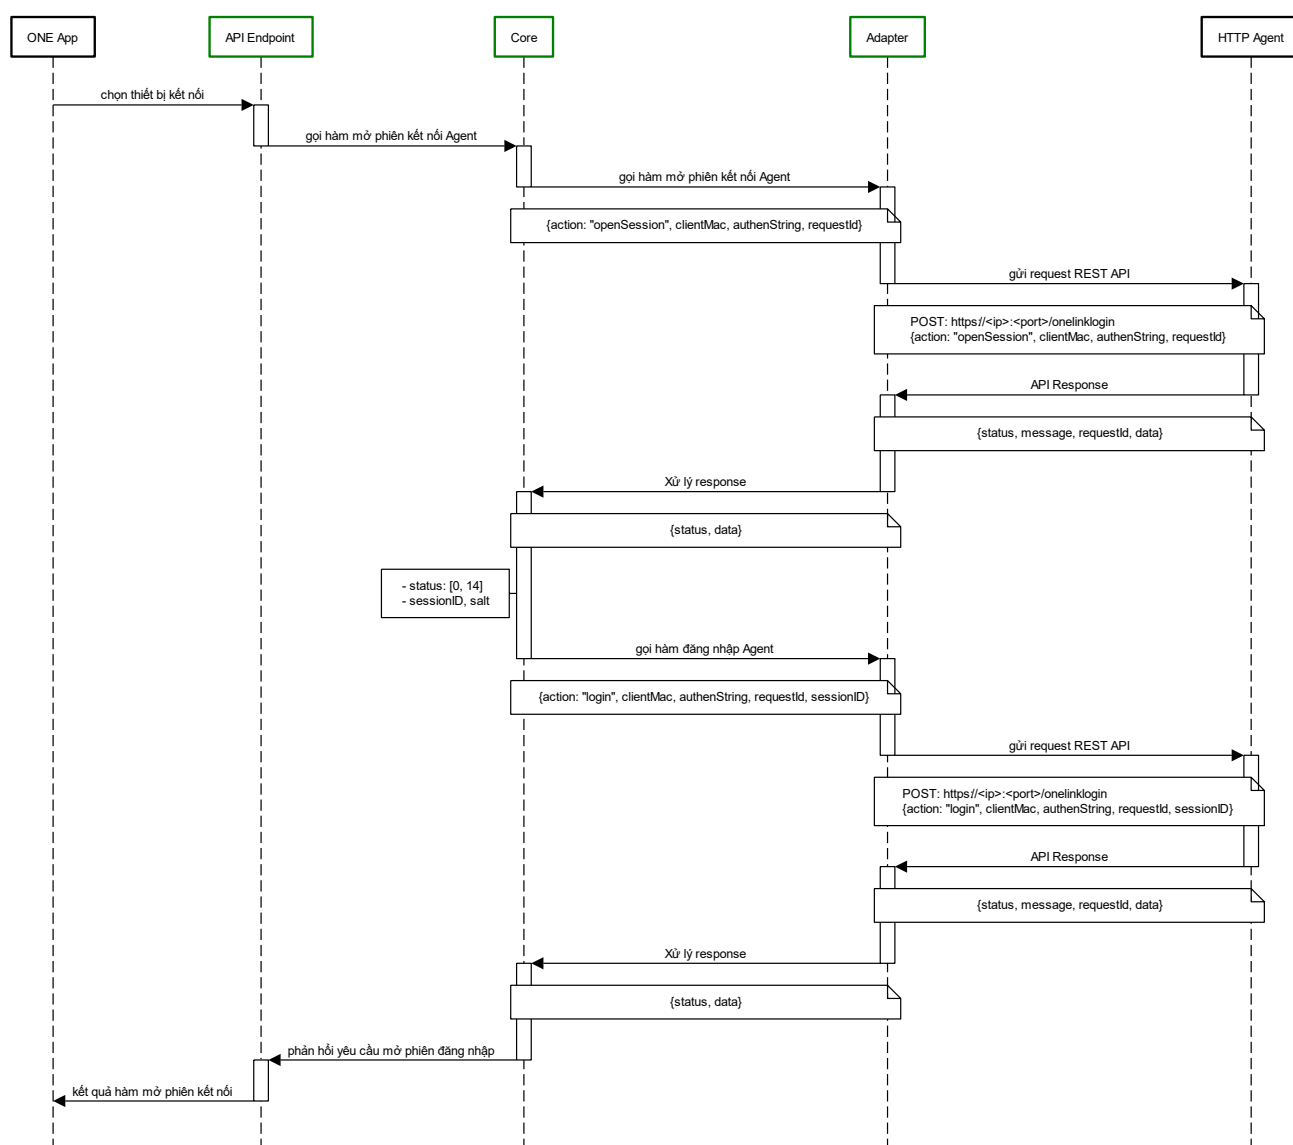 ONE App
API Endpoint
Core
Adapter
HTTP Agent
chọn thiết bị kết nối
gọi hàm mở phiên kết nối Agent
gọi hàm mở phiên kết nối Agent
{action: "openSession", clientMac, authenString, requestId}
gửi request REST API
POST: https://<ip>:<port>/onelinklogin
{action: "openSession", clientMac, authenString, requestId}
API Response
{status, message, requestId, data}
Xử lý response
{status, data}
- status: [0, 14]
- sessionID, salt
gọi hàm đăng nhập Agent
{action: "login", clientMac, authenString, requestId, sessionID}
gửi request REST API
POST: https://<ip>:<port>/onelinklogin
{action: "login", clientMac, authenString, requestId, sessionID}
API Response
{status, message, requestId, data}
Xử lý response
{status, data}
phản hồi yêu cầu mở phiên đăng nhập
kết quả hàm mở phiên kết nối